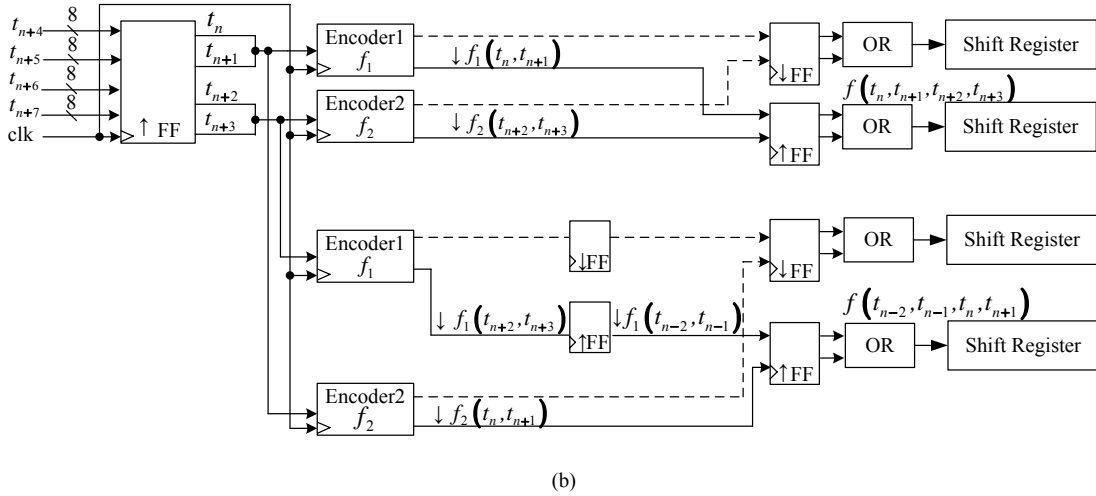 t_{n+4} 8
t_{n+5} 8
t_{n+6} 8
t_{n+7} 8
clk
↑ FF
t_n
t_{n+1}
t_{n+2}
t_{n+3}
Encoder1
f_1
↓ f_1(t_n, t_{n+1})
Encoder2
f_2
↓ f_2(t_{n+2}, t_{n+3})
↓FF
OR
Shift Register
f(t_n, t_{n+1}, t_{n+2}, t_{n+3})
↑FF
OR
Shift Register
Encoder1
f_1
↓FF
↓FF
OR
Shift Register
↓ f_1(t_{n+2}, t_{n+3})
↑FF
↓ f_1(t_{n-2}, t_{n-1})
f(t_{n-2}, t_{n-1}, t_n, t_{n+1})
↑FF
OR
Shift Register
Encoder2
f_2
↓ f_2(t_n, t_{n+1})
(b)